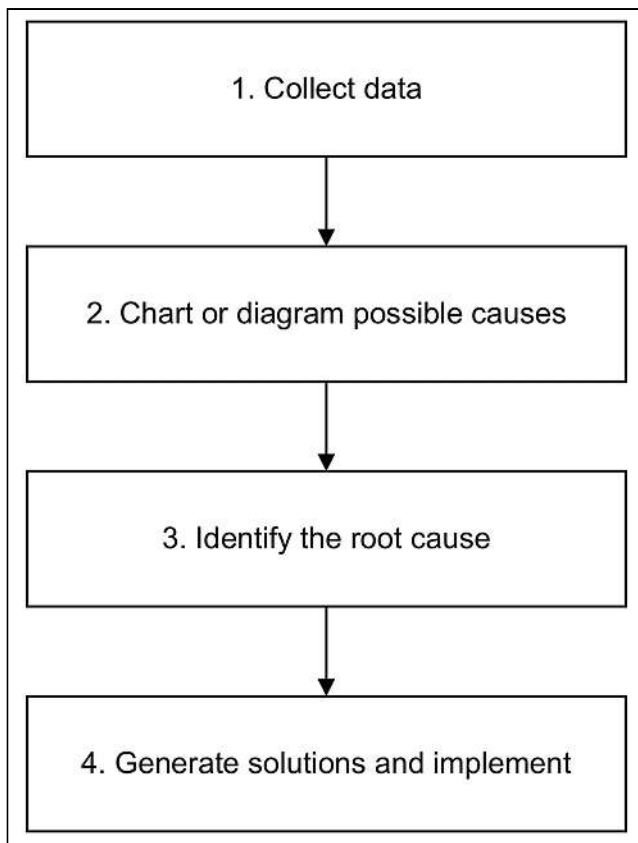 1. Collect data
2. Chart or diagram possible causes
3. Identify the root cause
4. Generate solutions and implement